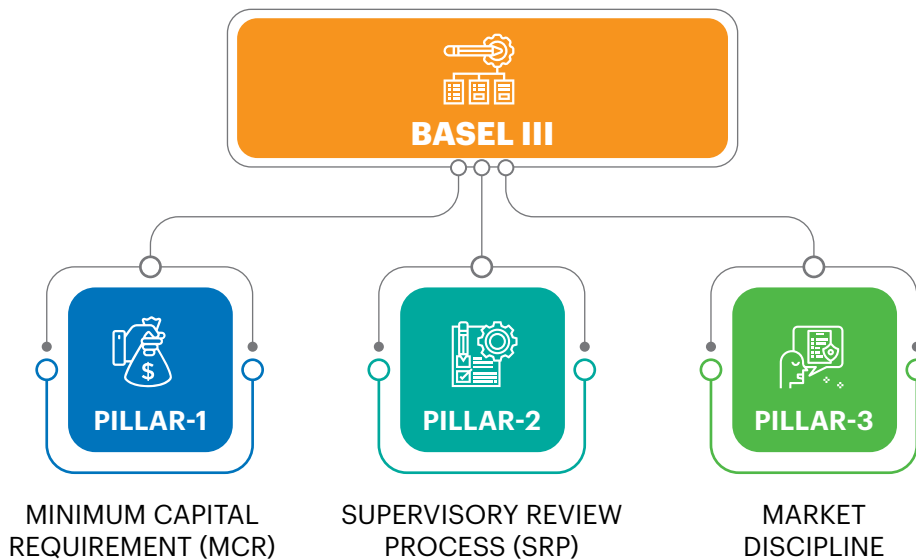 BASEL III
$
PILLAR-1
PILLAR-2
PILLAR-3
MINIMUM CAPITAL
REQUIREMENT (MCR)
SUPERVISORY REVIEW
PROCESS (SRP)
MARKET
DISCIPLINE